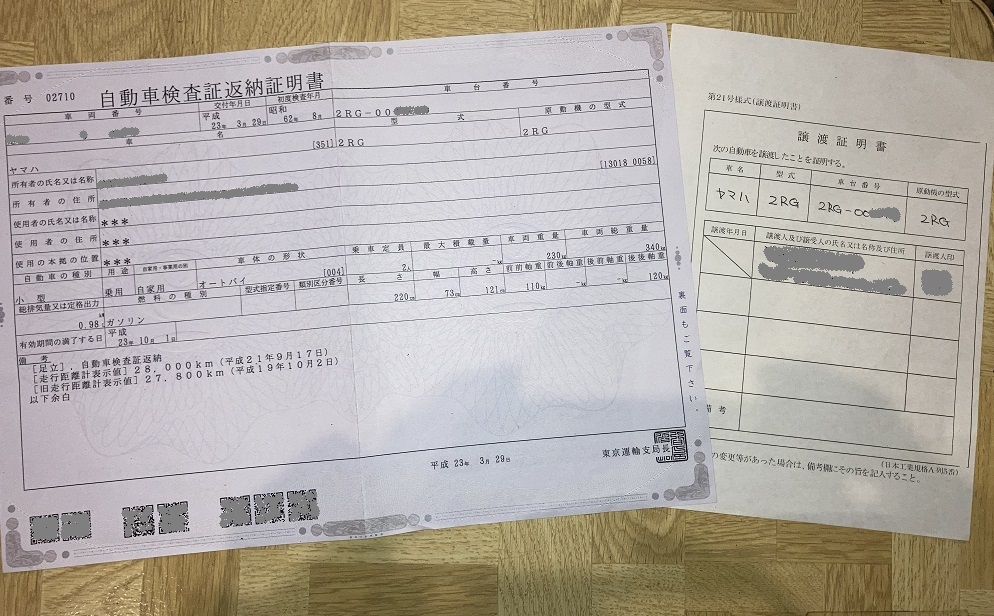 番号 02710
自動車検査証返納証明書
車両番号 交付年月日 初度検査年月 車台番号
平成 23年 3月 29日 昭和 62年 8月 2RG-00
車名 型式 原動機の型式
ヤマハ [351] 2RG 2RG
[13018 0058]
所有者の氏名又は名称
所有者の住所
使用者の氏名又は名称 ***
使用者の住所 ***
使用の本拠の位置 ***
自動車の種別 用途 自家用・事業用の別 車体の形状 乗車定員 最大積載量 車両重量 車両総重量
小型 乗用 自家用 オートバイ [004] 2人 -kg 230kg 340kg
総排気量又は定格出力 燃料の種別 型式指定番号 類別区分番号 長さ 幅 高さ 前前軸重 前後軸重 後前軸重 後後軸重
0.98 ガソリン 220cm 73cm 121cm 110kg -kg -kg 120kg
有効期間の満了する日 平成 23年 10月 1日
備考
[足立],自動車検査証返納
[走行距離計表示値]28,000km(平成21年9月17日)
[旧走行距離計表示値]27,800km(平成19年10月2日)
以下余白
平成 23年 3月 29日 東京運輸支局長
裏面もご覧下さい。
第21号様式(譲渡証明書)
譲渡証明書
次の自動車を譲渡したことを証明する。
車名 型式 車台番号 原動機の型式
ヤマハ 2RG 2RG-00 2RG
譲渡年月日 譲渡人及び譲受人の氏名又は名称及び住所 譲渡人印
備考
(日本工業規格A列5番)
の変更等があった場合は、備考欄にその旨を記入すること。